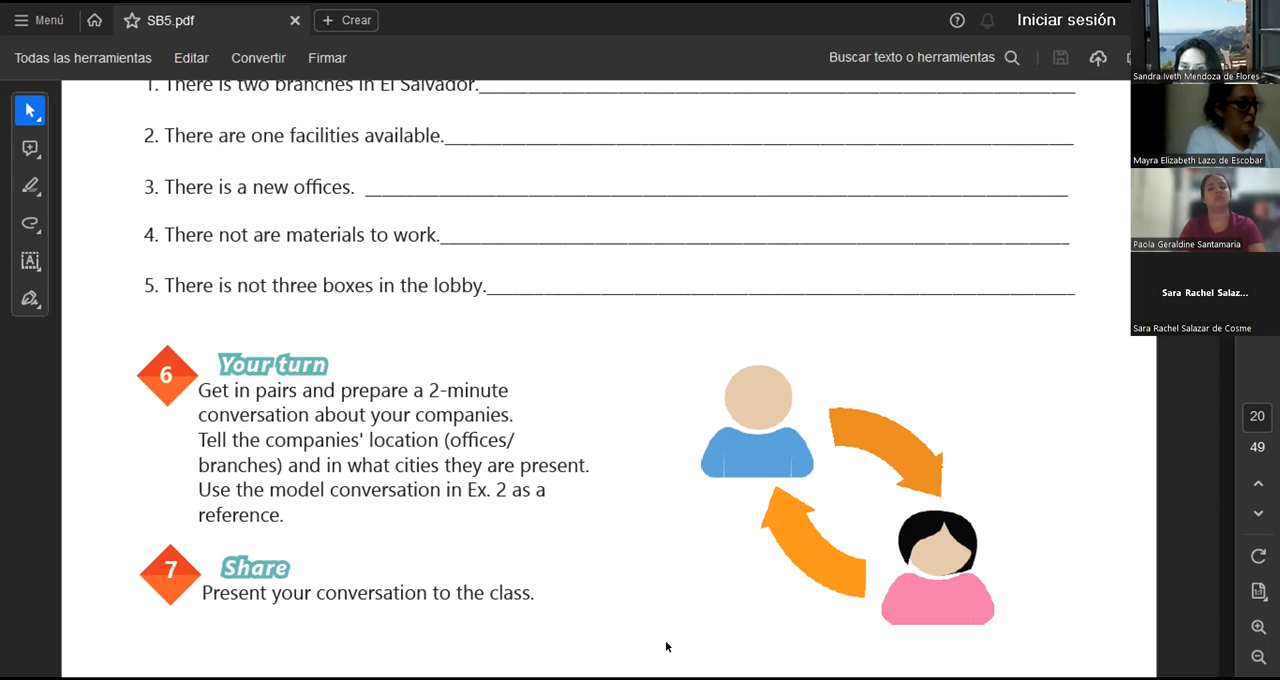 Menú
SB5.pdf
Crear
Iniciar sesión
Todas las herramientas
Editar
Convertir
Firmar
Buscar texto o herramientas
1. There is two branches in El Salvador.
2. There are one facilities available.
3. There is a new offices.
4. There not are materials to work.
5. There is not three boxes in the lobby.
6
Your turn
Get in pairs and prepare a 2-minute
conversation about your companies.
Tell the companies' location (offices/
branches) and in what cities they are present.
Use the model conversation in Ex. 2 as a
reference.
7
Share
Present your conversation to the class.
Sandra Iveth Mendoza de Flores
Mayra Elizabeth Lazo de Escobar
Paola Geraldine Santamaria
Sara Rachel Salaz...
Sara Rachel Salazar de Cosme
20
49